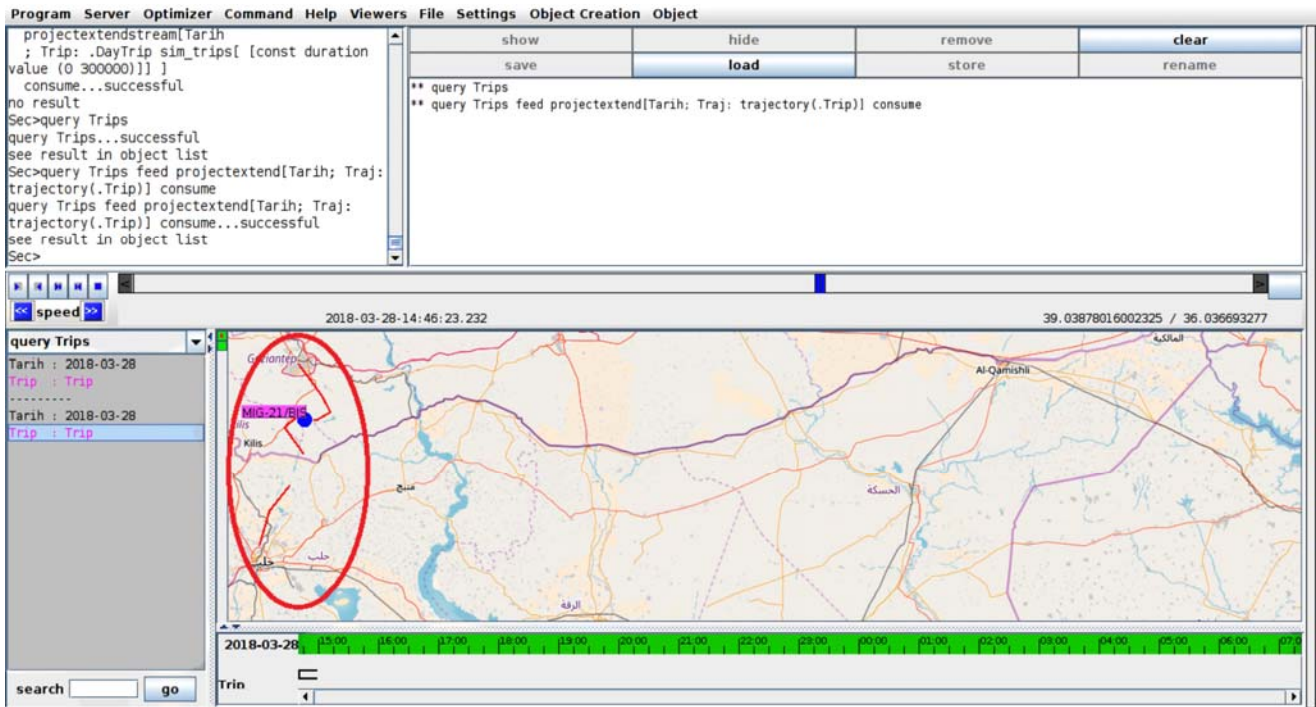 Program Server Optimizer Command Help Viewers File Settings Object Creation Object
projectextendstream[Tarih
; Trip: .DayTrip sim_trips[ [const duration
value (0 300000)]] ]
consume...successful
no result
Sec>query Trips
query Trips...successful
see result in object list
Sec>query Trips feed projectextend[Tarih; Traj:
trajectory(.Trip)] consume
query Trips feed projectextend[Tarih; Traj:
trajectory(.Trip)] consume...successful
see result in object list
Sec>
show hide remove clear
save load store rename
** query Trips
** query Trips feed projectextend[Tarih; Traj: trajectory(.Trip)] consume
<< speed >>
2018-03-28-14:46:23.232
39.03878016002325 / 36.036693277
query Trips
Tarih : 2018-03-28
Trip : Trip
---------
Tarih : 2018-03-28
Trip : Trip
search go
Gaziantep
المالكية
Al-Qamishli
MIG-21/BIS
Kilis
منبج
الحسكة
حلب
حلب
الرقة
2018-03-28 15:00 16:00 17:00 18:00 19:00 20:00 21:00 22:00 23:00 00:00 01:00 02:00 03:00 04:00 05:00 06:00 07:0
Trip